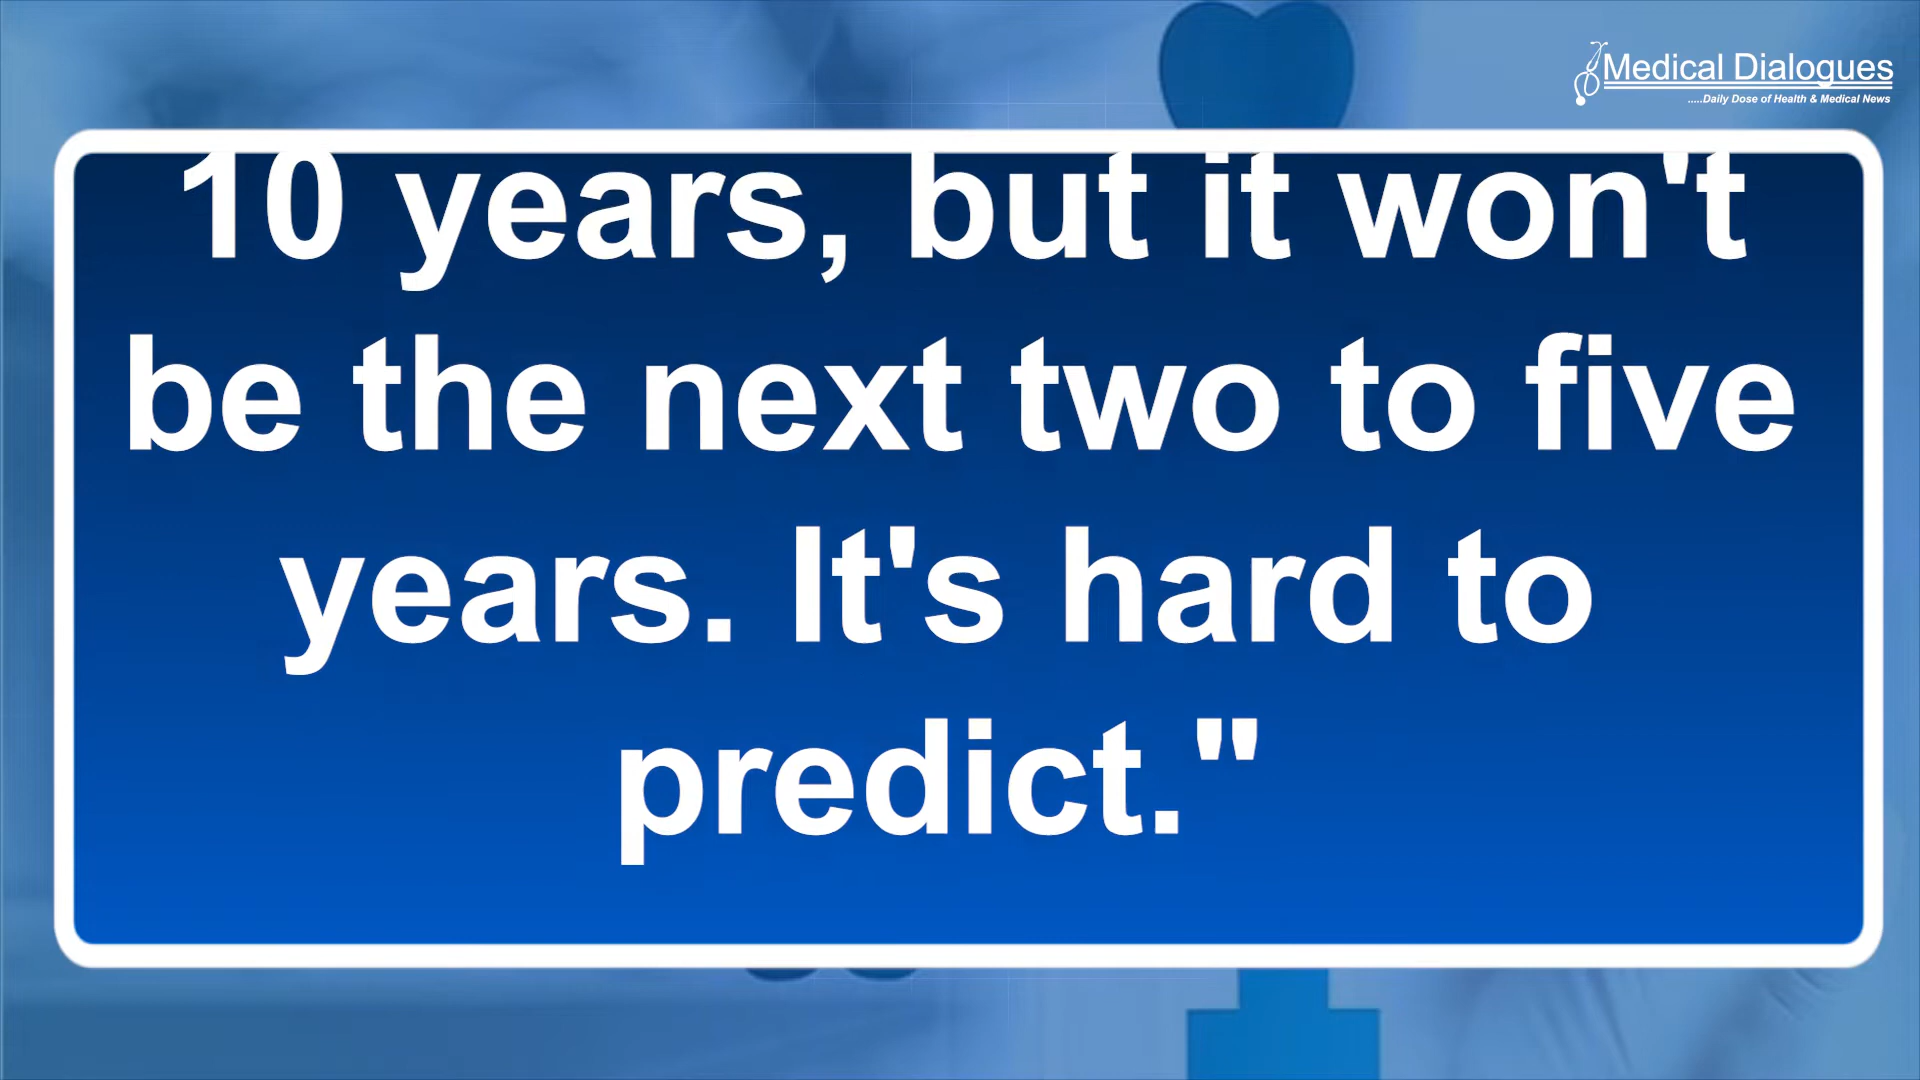 Medical Dialogues
.....Daily Dose of Health & Medical News
10 years, but it won't
be the next two to five
years. It's hard to
predict."